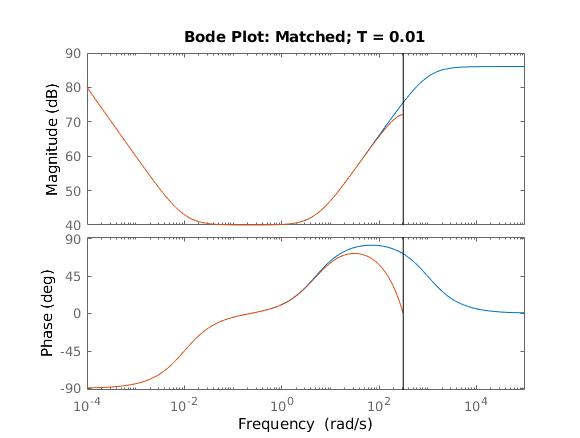 Bode Plot: Matched; T = 0.01
90
80
70
60
50
40
Magnitude (dB)
90
45
0
-45
-90
Phase (deg)
10^-4 10^-2 10^0 10^2 10^4
Frequency (rad/s)